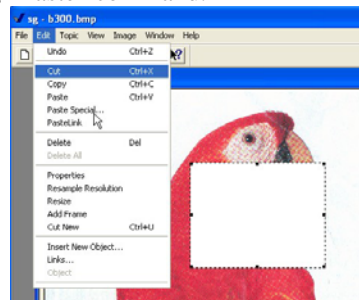 sg - b300.bmp
File Edit Topic View Image Window Help
Undo Ctrl+Z
Cut Ctrl+X
Copy Ctrl+C
Paste Ctrl+V
Paste Special...
PasteLink
Delete Del
Delete All
Properties
Resample Resolution
Resize
Add Frame
Cut New Ctrl+U
Insert New Object...
Links...
Object